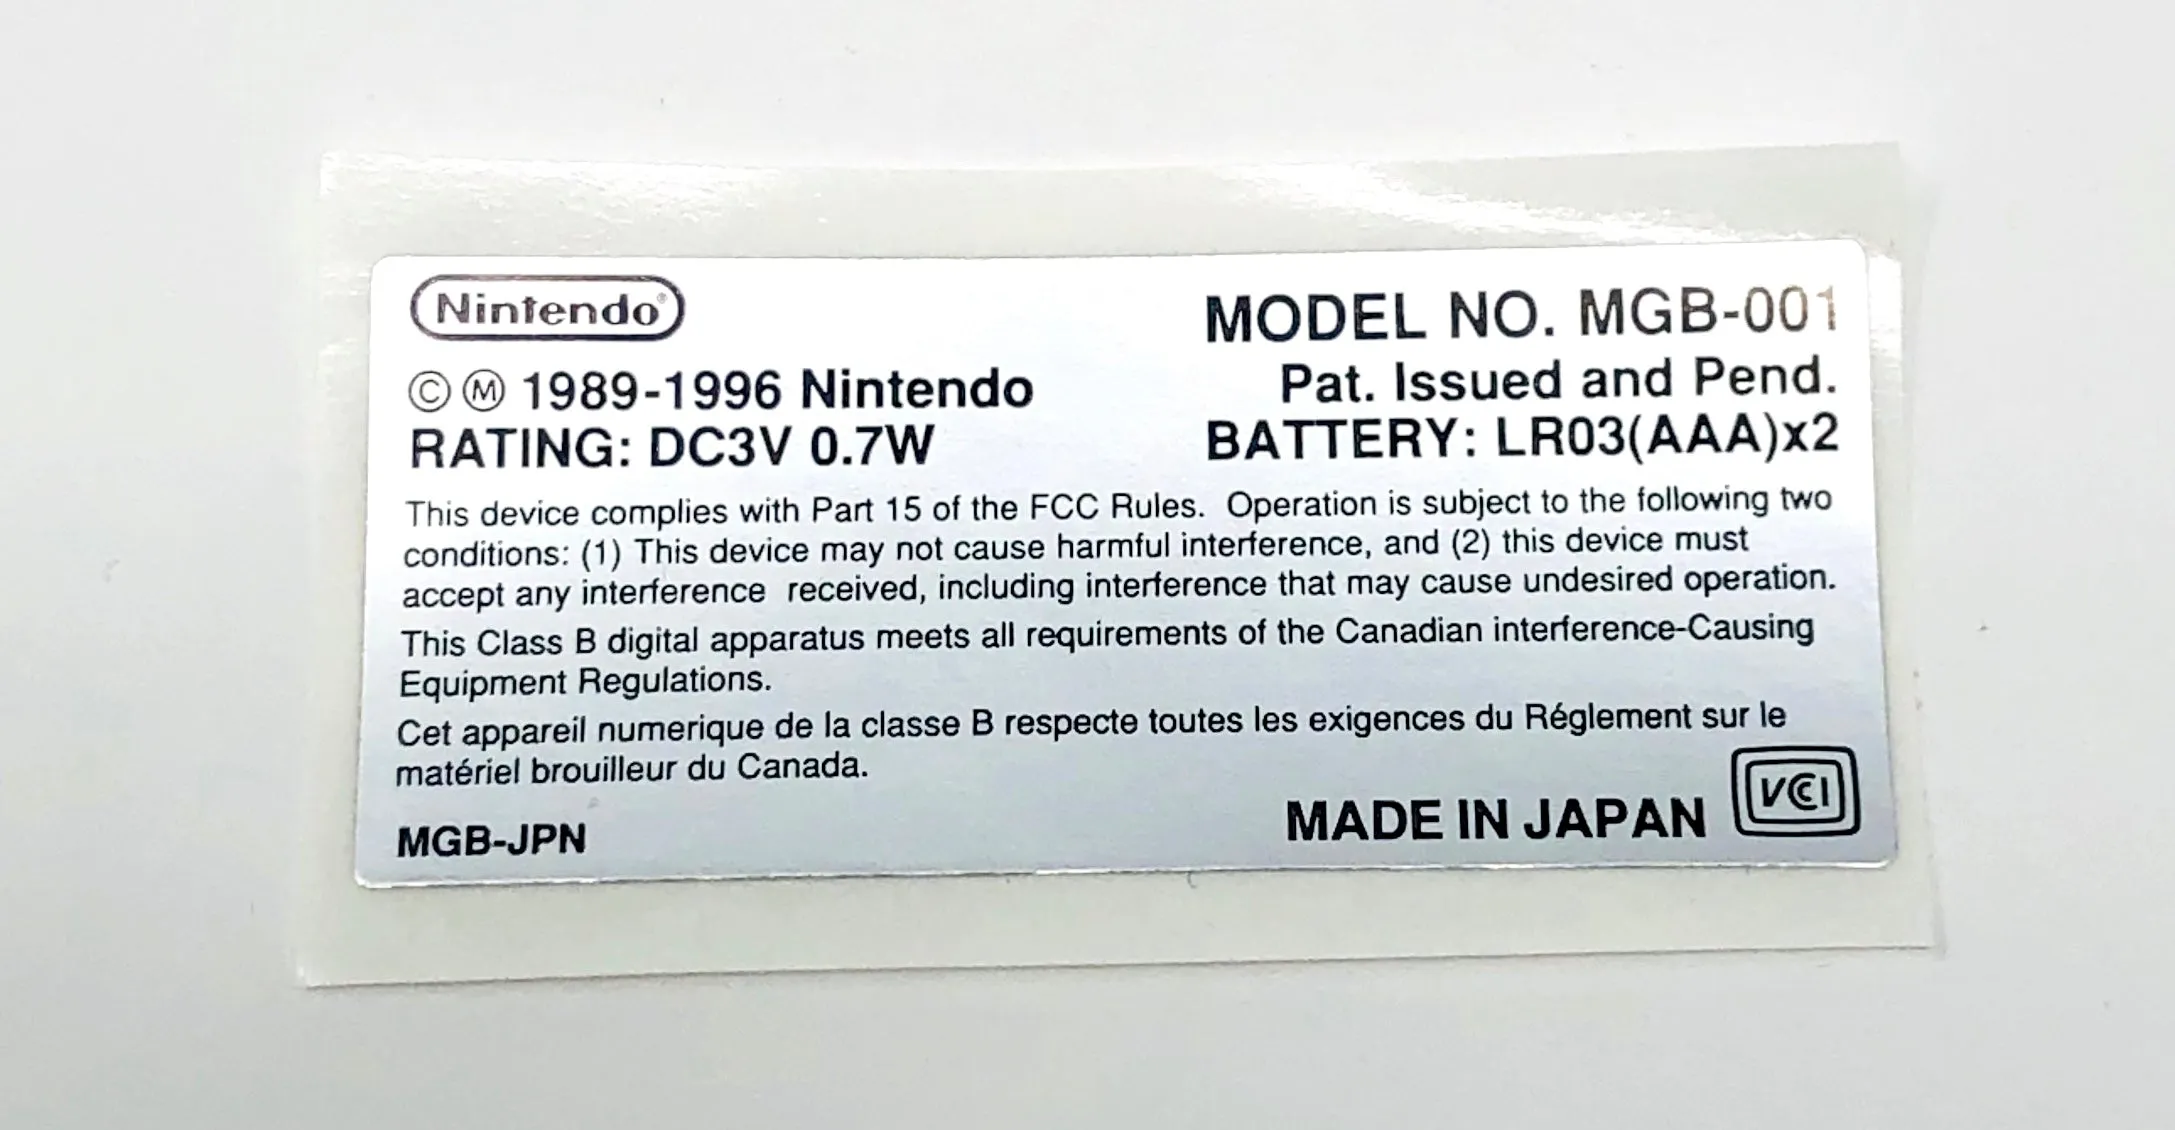 Nintendo®
MODEL NO. MGB-001
©Ⓜ 1989-1996 Nintendo
Pat. Issued and Pend.
RATING: DC3V 0.7W
BATTERY: LR03(AAA)x2
This device complies with Part 15 of the FCC Rules. Operation is subject to the following two
conditions: (1) This device may not cause harmful interference, and (2) this device must
accept any interference received, including interference that may cause undesired operation.
This Class B digital apparatus meets all requirements of the Canadian interference-Causing
Equipment Regulations.
Cet appareil numerique de la classe B respecte toutes les exigences du Réglement sur le
matériel brouilleur du Canada.
MGB-JPN
MADE IN JAPAN
VCI